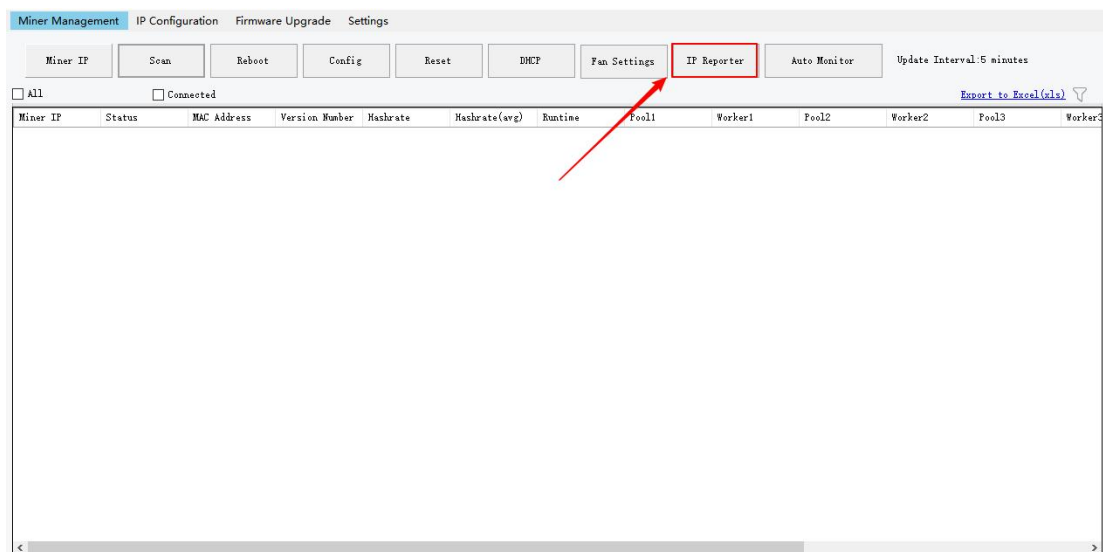 Miner Management IP Configuration Firmware Upgrade Settings
Miner IP Scan Reboot Config Reset DHCP Fan Settings IP Reporter Auto Monitor Update Interval:5 minutes
All Connected Export to Excel(xls)
Miner IP Status MAC Address Version Number Hashrate Hashrate(avg) Runtime Pool1 Worker1 Pool2 Worker2 Pool3 Worker3